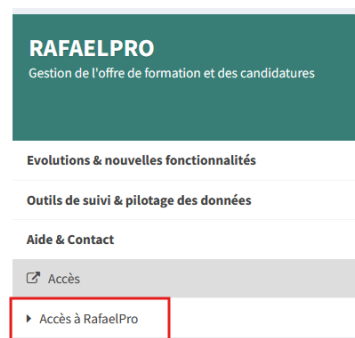 RAFAELPRO
Gestion de l'offre de formation et des candidatures
Evolutions & nouvelles fonctionnalités
Outils de suivi & pilotage des données
Aide & Contact
Accès
Accès à RafaelPro